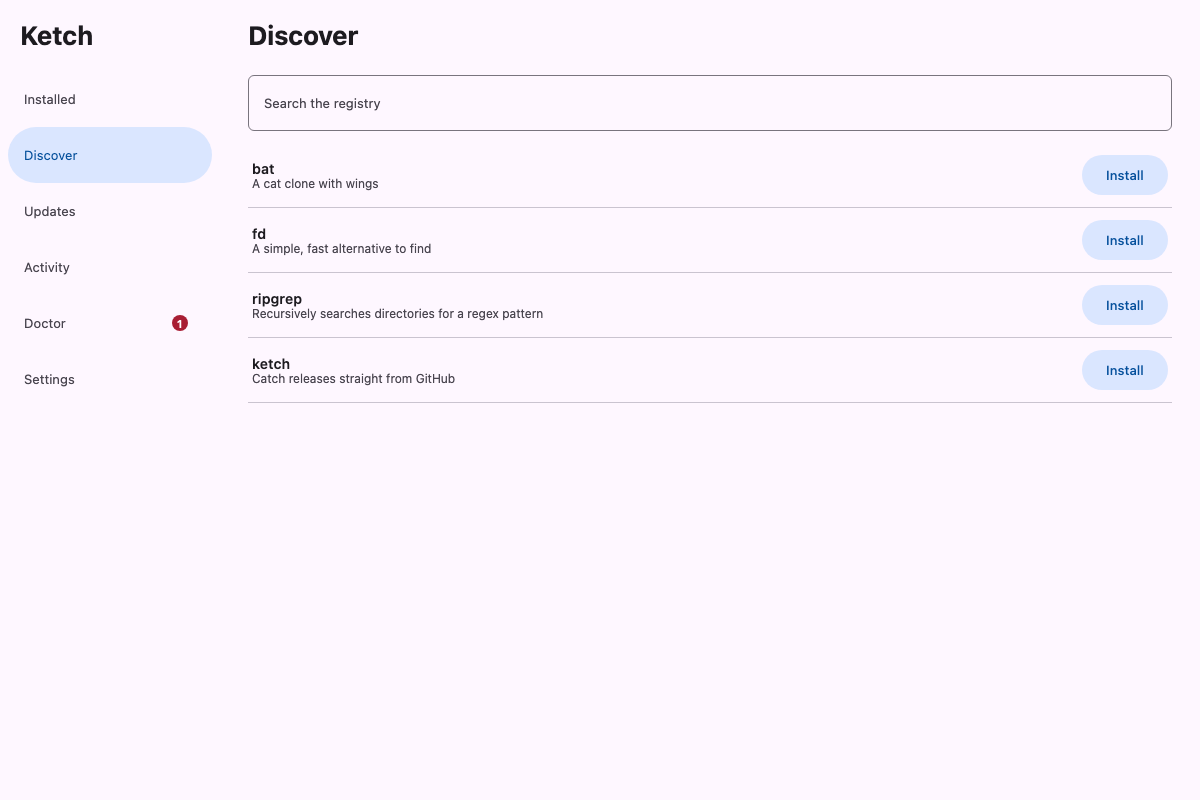 Ketch
Installed
Discover
Updates
Activity
Doctor
1
Settings
Discover
Search the registry
bat
A cat clone with wings
Install
fd
A simple, fast alternative to find
Install
ripgrep
Recursively searches directories for a regex pattern
Install
ketch
Catch releases straight from GitHub
Install